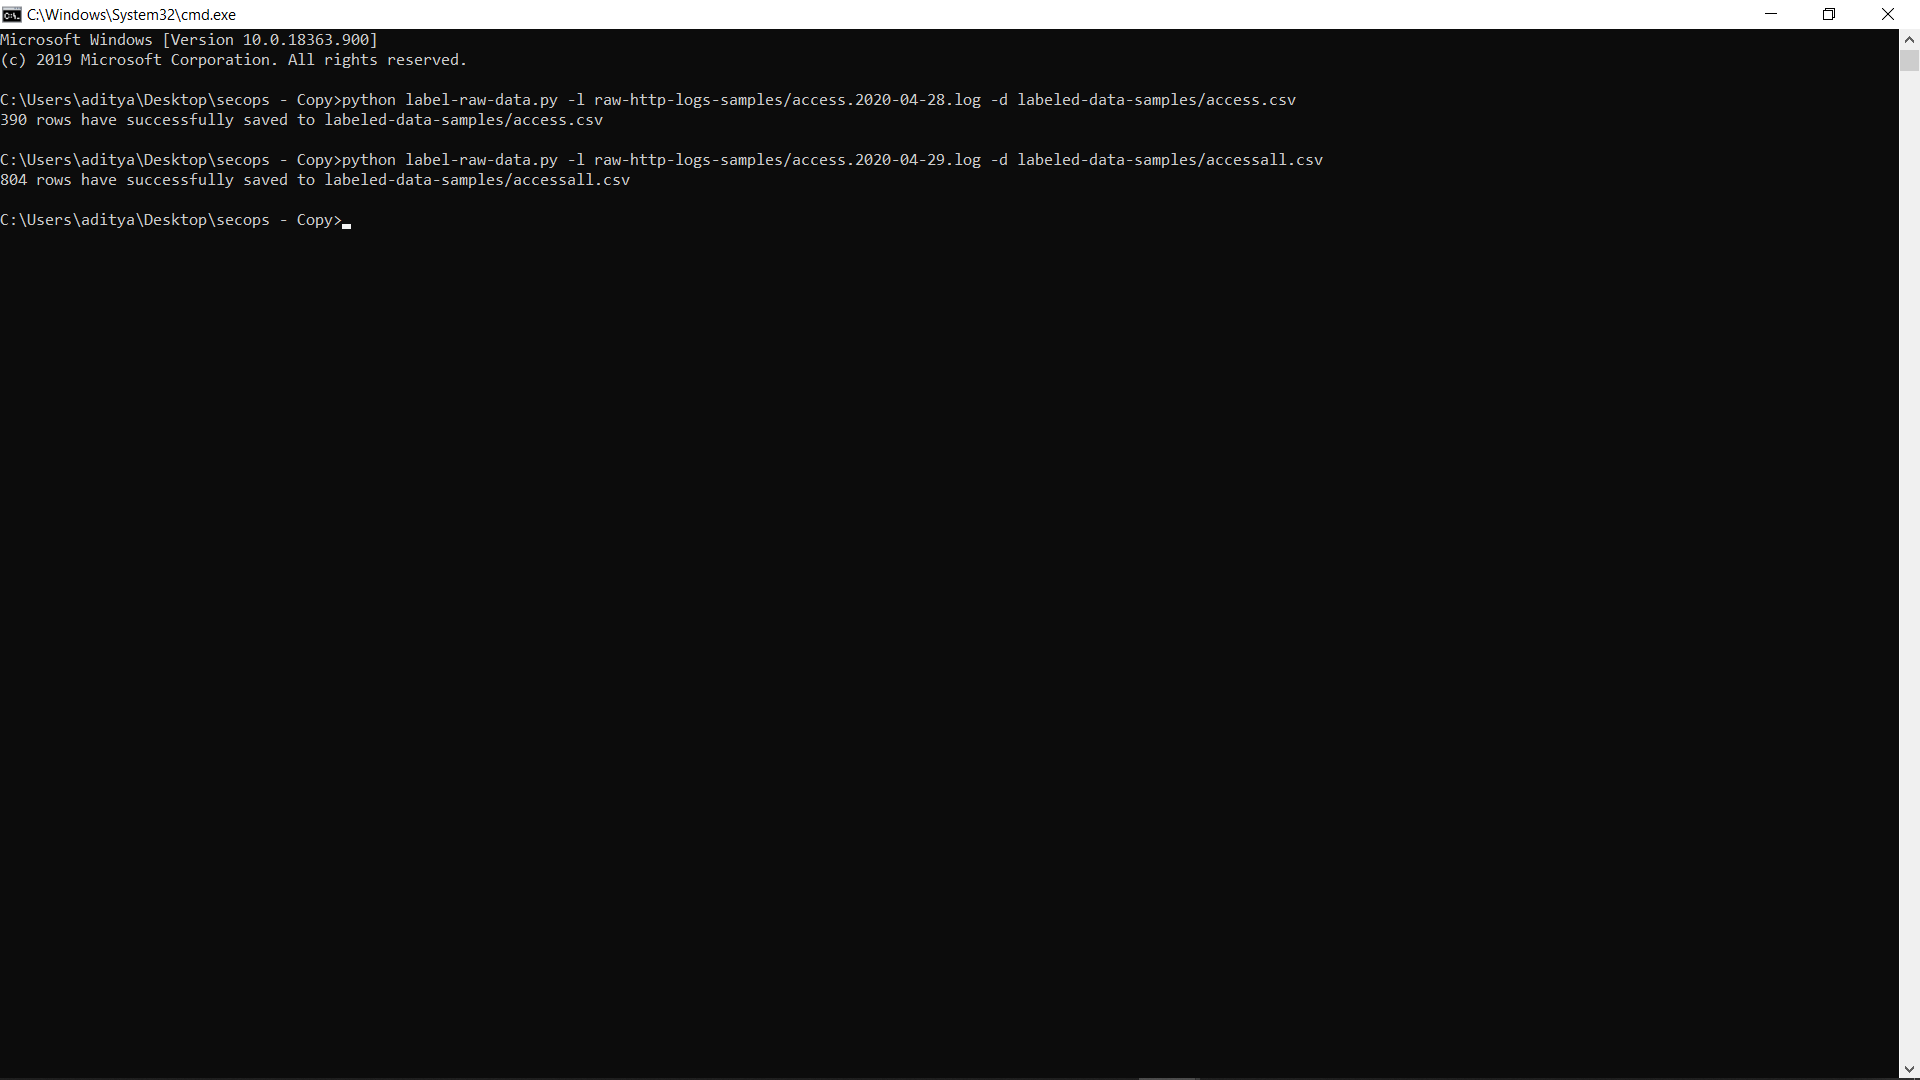 C:\Windows\System32\cmd.exe
Microsoft Windows [Version 10.0.18363.900]
(c) 2019 Microsoft Corporation. All rights reserved.
C:\Users\aditya\Desktop\secops - Copy>python label-raw-data.py -l raw-http-logs-samples/access.2020-04-28.log -d labeled-data-samples/access.csv
390 rows have successfully saved to labeled-data-samples/access.csv
C:\Users\aditya\Desktop\secops - Copy>python label-raw-data.py -l raw-http-logs-samples/access.2020-04-29.log -d labeled-data-samples/accessall.csv
804 rows have successfully saved to labeled-data-samples/accessall.csv
C:\Users\aditya\Desktop\secops - Copy>